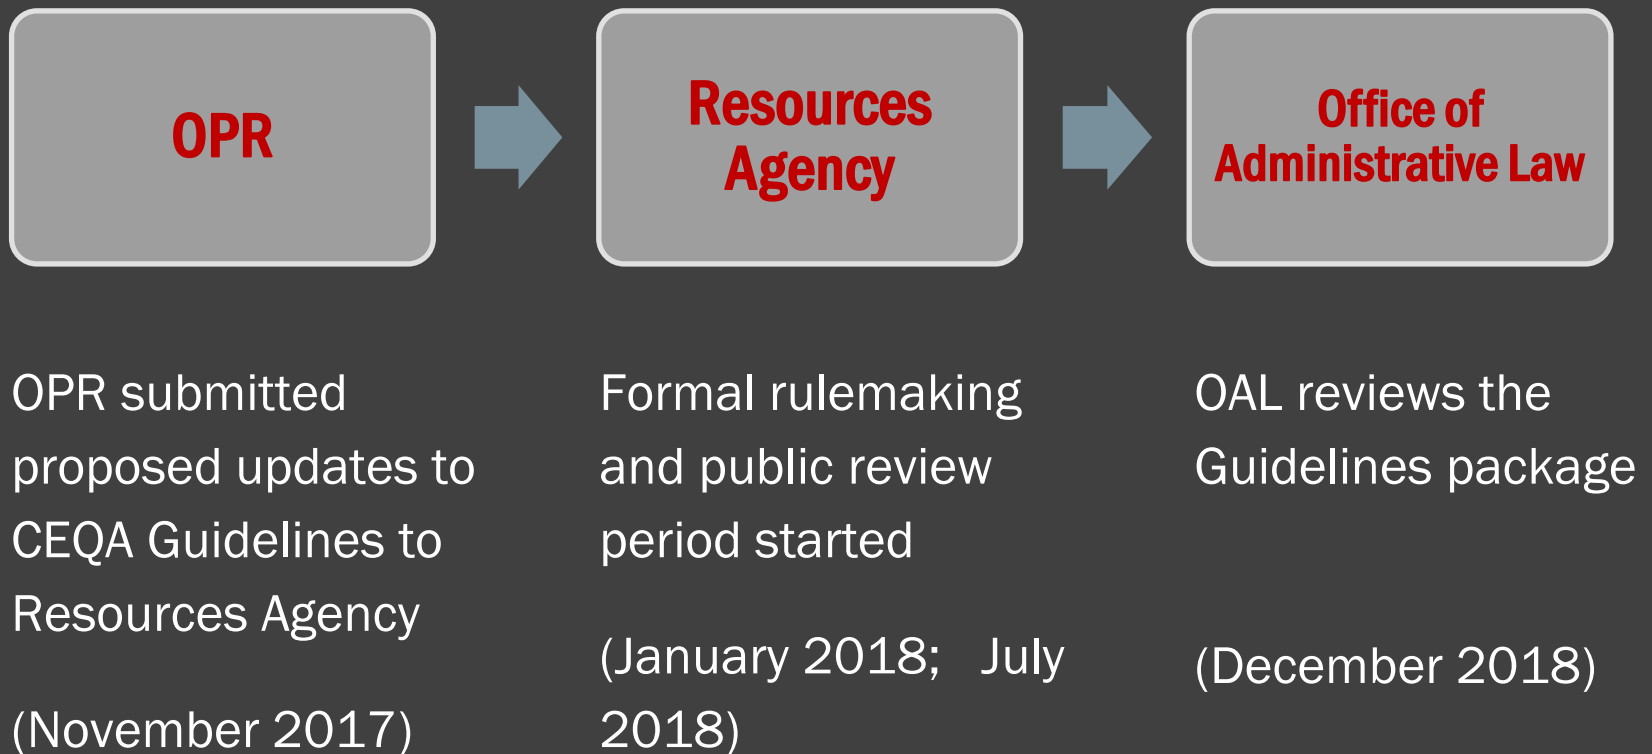 OPR
Resources
Agency
Office of
Administrative Law
OPR submitted
proposed updates to
CEQA Guidelines to
Resources Agency
(November 2017)
Formal rulemaking
and public review
period started
(January 2018;   July
2018)
OAL reviews the
Guidelines package
(December 2018)